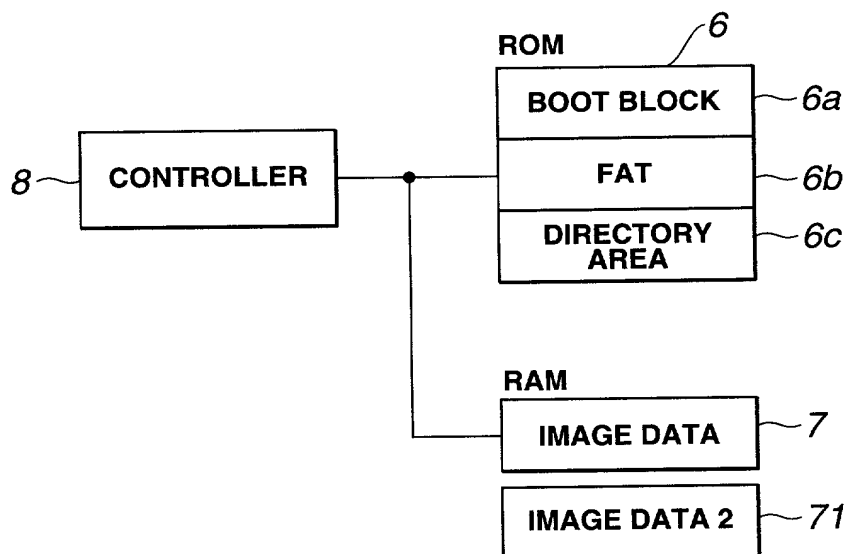 ROM
6
BOOT BLOCK
6a
8
CONTROLLER
FAT
6b
DIRECTORY
AREA
6c
RAM
IMAGE DATA
7
IMAGE DATA 2
71